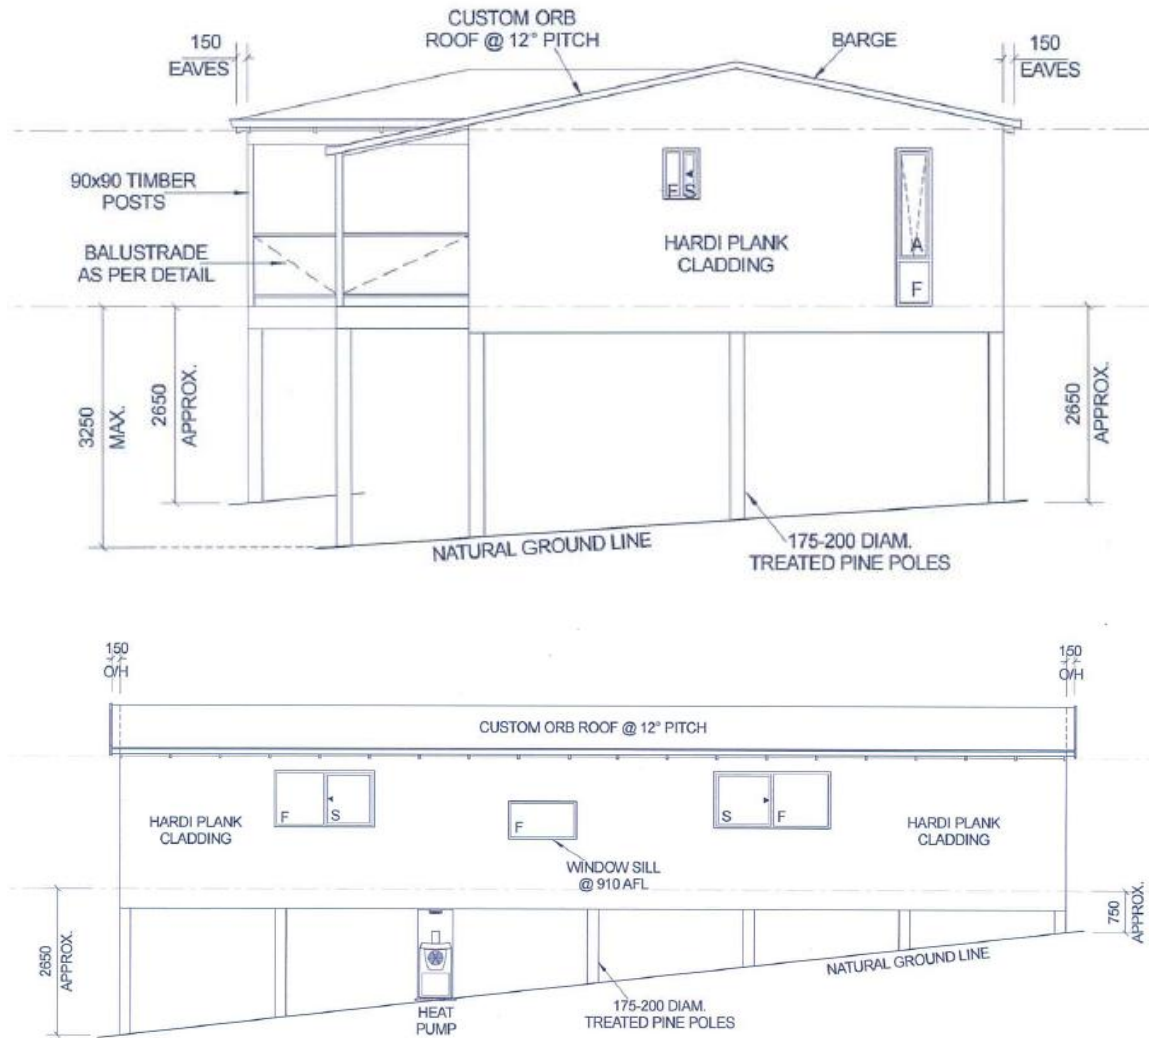 CUSTOM ORB
ROOF @ 12° PITCH
BARGE
150
EAVES
150
EAVES
90x90 TIMBER
POSTS
BALUSTRADE
AS PER DETAIL
F S
HARDI PLANK
CLADDING
A
F
3250
MAX.
2650
APPROX.
2650
APPROX.
NATURAL GROUND LINE
175-200 DIAM.
TREATED PINE POLES
150
O/H
150
O/H
CUSTOM ORB ROOF @ 12° PITCH
F S
F
S F
HARDI PLANK
CLADDING
HARDI PLANK
CLADDING
WINDOW SILL
@ 910 AFL
2650
APPROX.
750
APPROX.
NATURAL GROUND LINE
HEAT
PUMP
175-200 DIAM.
TREATED PINE POLES